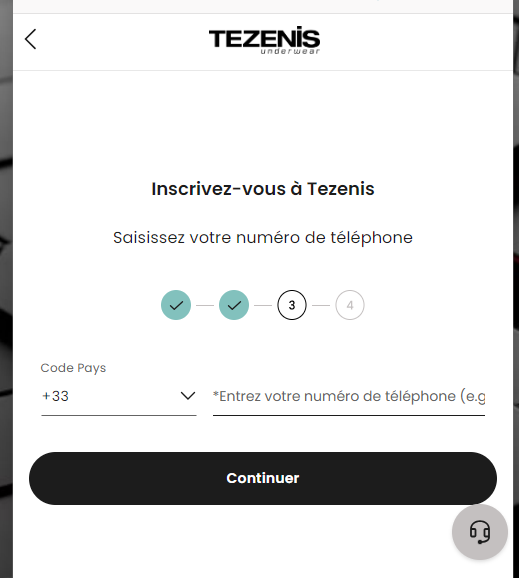 TEZENIS
underwear
Inscrivez-vous à Tezenis
Saisissez votre numéro de téléphone
3
4
Code Pays
+33
*Entrez votre numéro de téléphone (e.g
Continuer